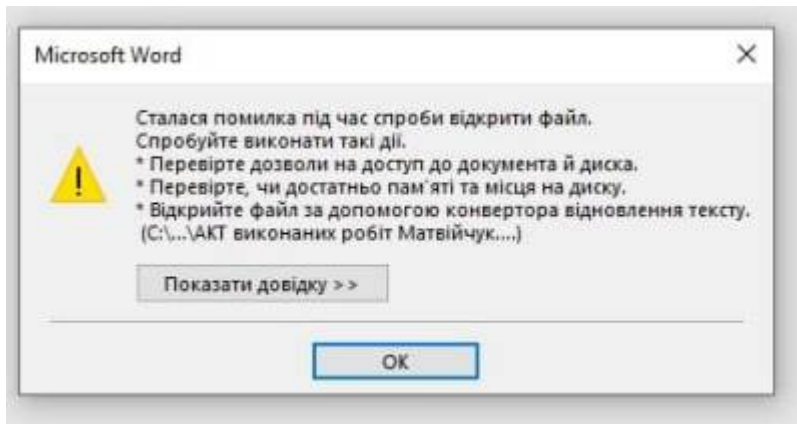 Microsoft Word
Сталася помилка під час спроби відкрити файл.
Спробуйте виконати такі дії.
* Перевірте дозволи на доступ до документа й диска.
* Перевірте, чи достатньо пам'яті та місця на диску.
* Відкрийте файл за допомогою конвертора відновлення тексту.
(C:\...\АКТ виконаних робіт Матвійчук....)
Показати довідку >>
OK